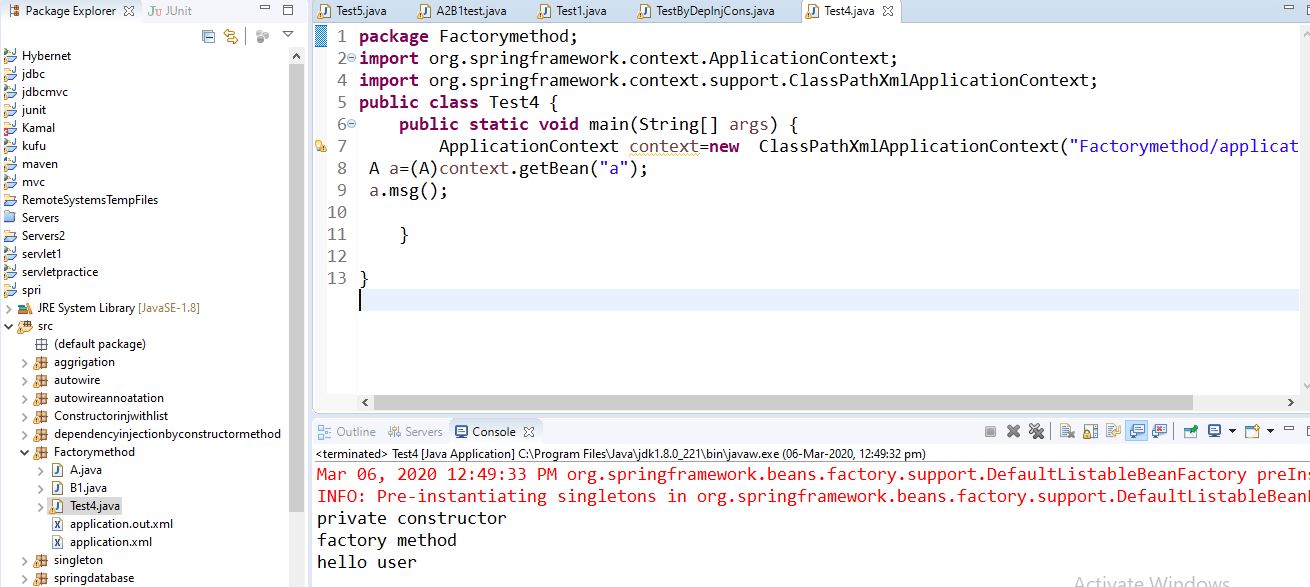 Package Explorer JUnit
Hybernet
jdbc
jdbcmvc
junit
Kamal
kufu
maven
mvc
RemoteSystemsTempFiles
Servers
Servers2
servlet1
servletpractice
spri
JRE System Library [JavaSE-1.8]
src
(default package)
aggrigation
autowire
autowireannoatation
Constructorinjwithlist
dependencyinjectionbyconstructormethod
Factorymethod
A.java
B1.java
Test4.java
application.out.xml
application.xml
singleton
springdatabase
Test5.java A2B1test.java Test1.java TestByDepInjCons.java Test4.java
1 package Factorymethod;
2 import org.springframework.context.ApplicationContext;
4 import org.springframework.context.support.ClassPathXmlApplicationContext;
5 public class Test4 {
6 public static void main(String[] args) {
7 ApplicationContext context=new ClassPathXmlApplicationContext("Factorymethod/applicat
8 A a=(A)context.getBean("a");
9 a.msg();
10
11 }
12
13 }
Outline Servers Console
<terminated> Test4 [Java Application] C:\Program Files\Java\jdk1.8.0_221\bin\javaw.exe (06-Mar-2020, 12:49:32 pm)
Mar 06, 2020 12:49:33 PM org.springframework.beans.factory.support.DefaultListableBeanFactory preIns
INFO: Pre-instantiating singletons in org.springframework.beans.factory.support.DefaultListableBeanF
private constructor
factory method
hello user
Activate Windows